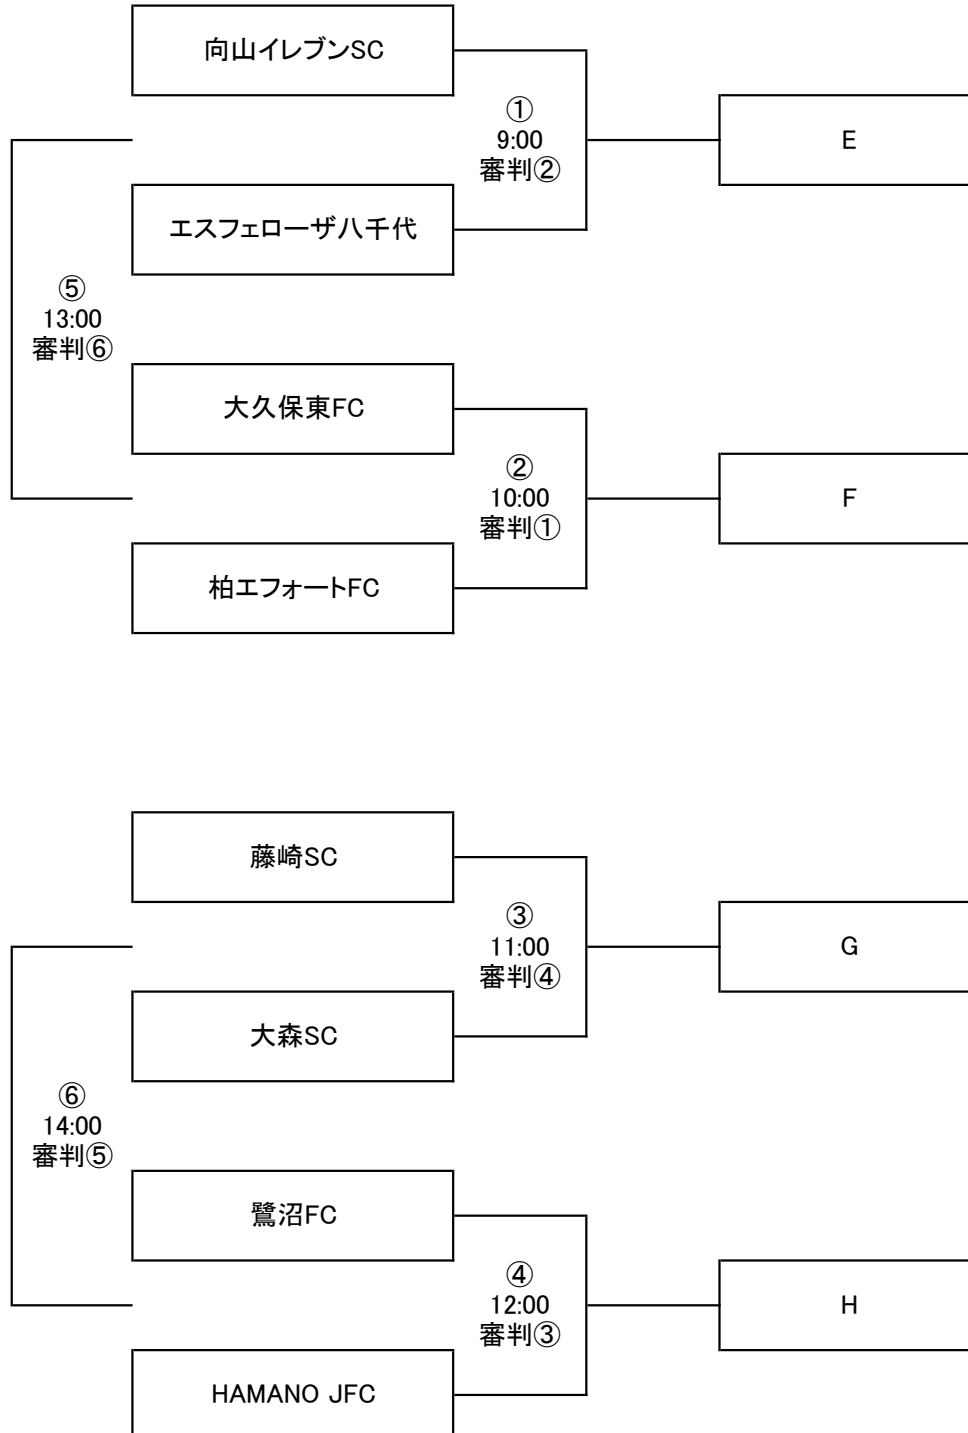 向山イレブンSC
①
9:00
審判②
E
エスフェローザ八千代
⑤
13:00
審判⑥
大久保東FC
②
10:00
審判①
F
柏エフォートFC
藤崎SC
③
11:00
審判④
G
大森SC
⑥
14:00
審判⑤
鷺沼FC
④
12:00
審判③
H
HAMANO JFC